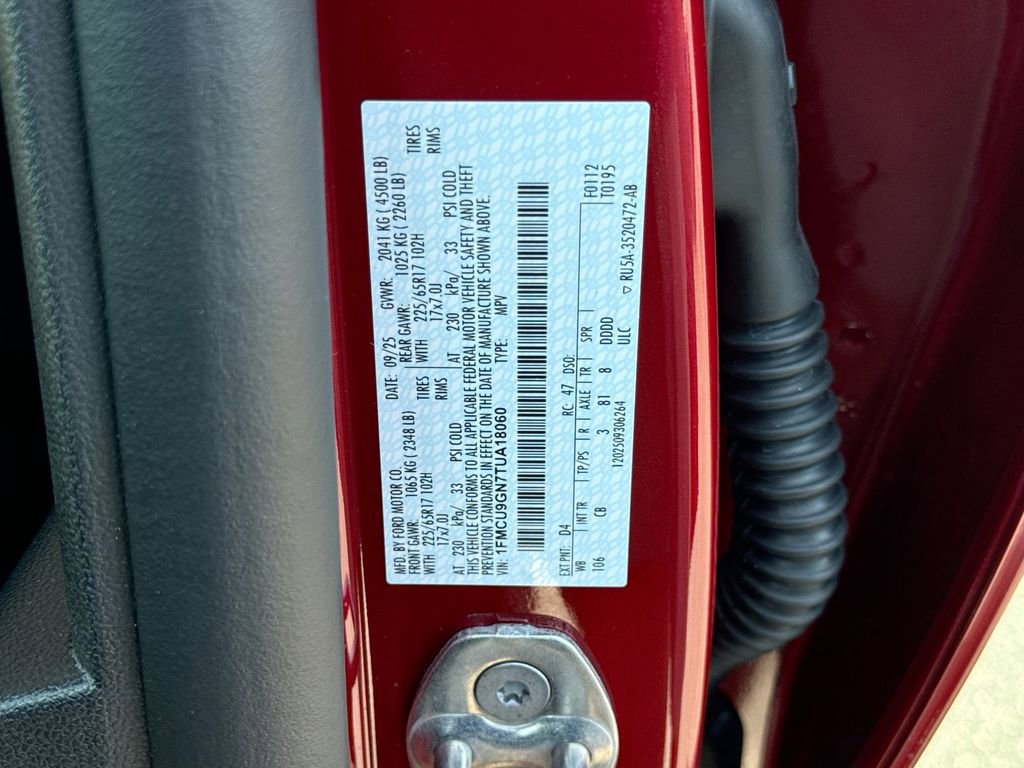 MFD. BY FORD MOTOR CO. DATE: 09/25 GVWR: 2041 KG ( 4500 LB)
FRONT GAWR: 1065 KG ( 2348 LB) REAR GAWR: 1025 KG ( 2260 LB)
WITH 225/65R17 102H TIRES WITH 225/65R17 102H TIRES
17x7.0J RIMS 17x7.0J RIMS
AT 230 kPa/ 33 PSI COLD AT 230 kPa/ 33 PSI COLD
THIS VEHICLE CONFORMS TO ALL APPLICABLE FEDERAL MOTOR VEHICLE SAFETY AND THEFT
PREVENTION STANDARDS IN EFFECT ON THE DATE OF MANUFACTURE SHOWN ABOVE.
VIN: 1FMCU9GN7TUA18060 TYPE: MPV
EXT PNT: D4 RC: 47 DSO: F0112
WB INT TR TP/PS R AXLE TR SPR T0195
106 CB 3 81 8 DDDD
1202509306264 ULC
▽ RU5A-3520472-AB